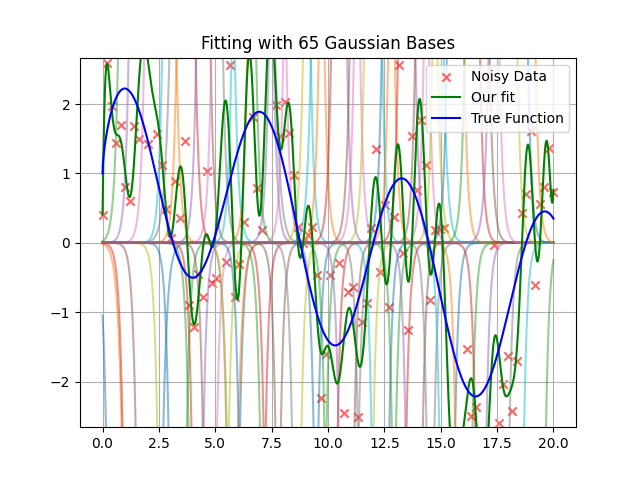 Fitting with 65 Gaussian Bases
Noisy Data
Our fit
True Function
2
1
0
−1
−2
0.0 2.5 5.0 7.5 10.0 12.5 15.0 17.5 20.0